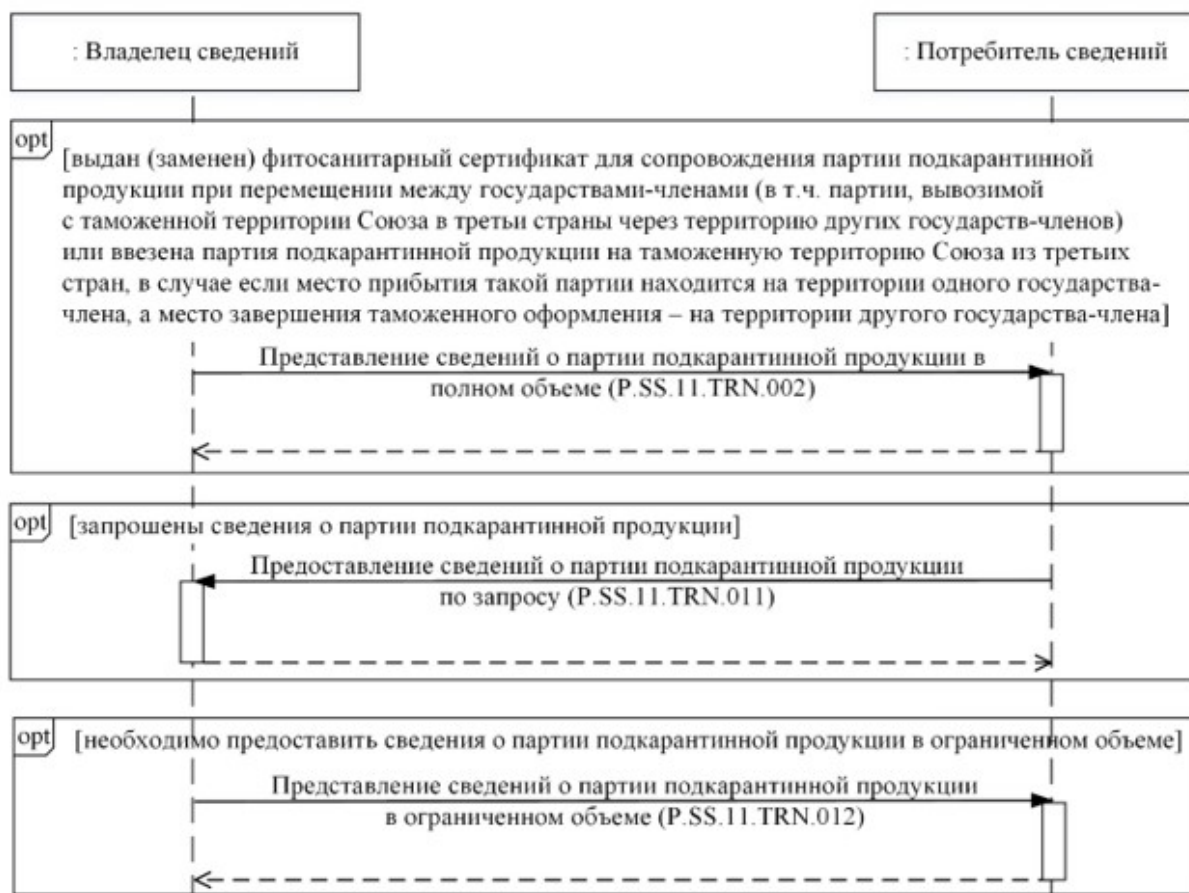 : Владелец сведений
: Потребитель сведений
opt
[выдан (заменен) фитосанитарный сертификат для сопровождения партии подкарантинной
продукции при перемещении между государствами-членами (в т.ч. партии, вывозимой
с таможенной территории Союза в третьи страны через территорию других государств-членов)
или ввезена партия подкарантинной продукции на таможенную территорию Союза из третьих
стран, в случае если место прибытия такой партии находится на территории одного государства-
члена, а место завершения таможенного оформления – на территории другого государства-члена]
Представление сведений о партии подкарантинной продукции в
полном объеме (P.SS.11.TRN.002)
opt
[запрошены сведения о партии подкарантинной продукции]
Предоставление сведений о партии подкарантинной продукции
по запросу (P.SS.11.TRN.011)
opt
[необходимо предоставить сведения о партии подкарантинной продукции в ограниченном объеме]
Представление сведений о партии подкарантинной продукции
в ограниченном объеме (P.SS.11.TRN.012)